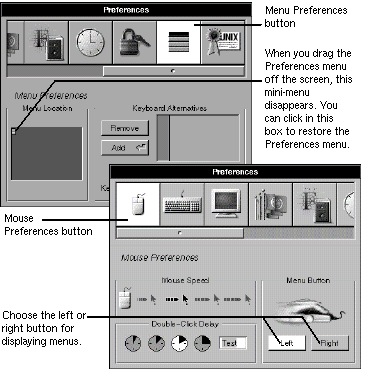 Preferences
Menu Preferences
button
UNIX
When you drag the
Preferences menu
off the screen, this
mini-menu
disappears. You
can click in this
box to restore the
Preferences menu.
Menu Preferences
Menu Location
Keyboard Alternatives
Remove
Add
Ke
Preferences
Mouse
Preferences button
Mouse Preferences
Mouse Speed
Menu Button
Choose the left or
right button for
displaying menus.
Double-Click Delay
Test
Left
Right